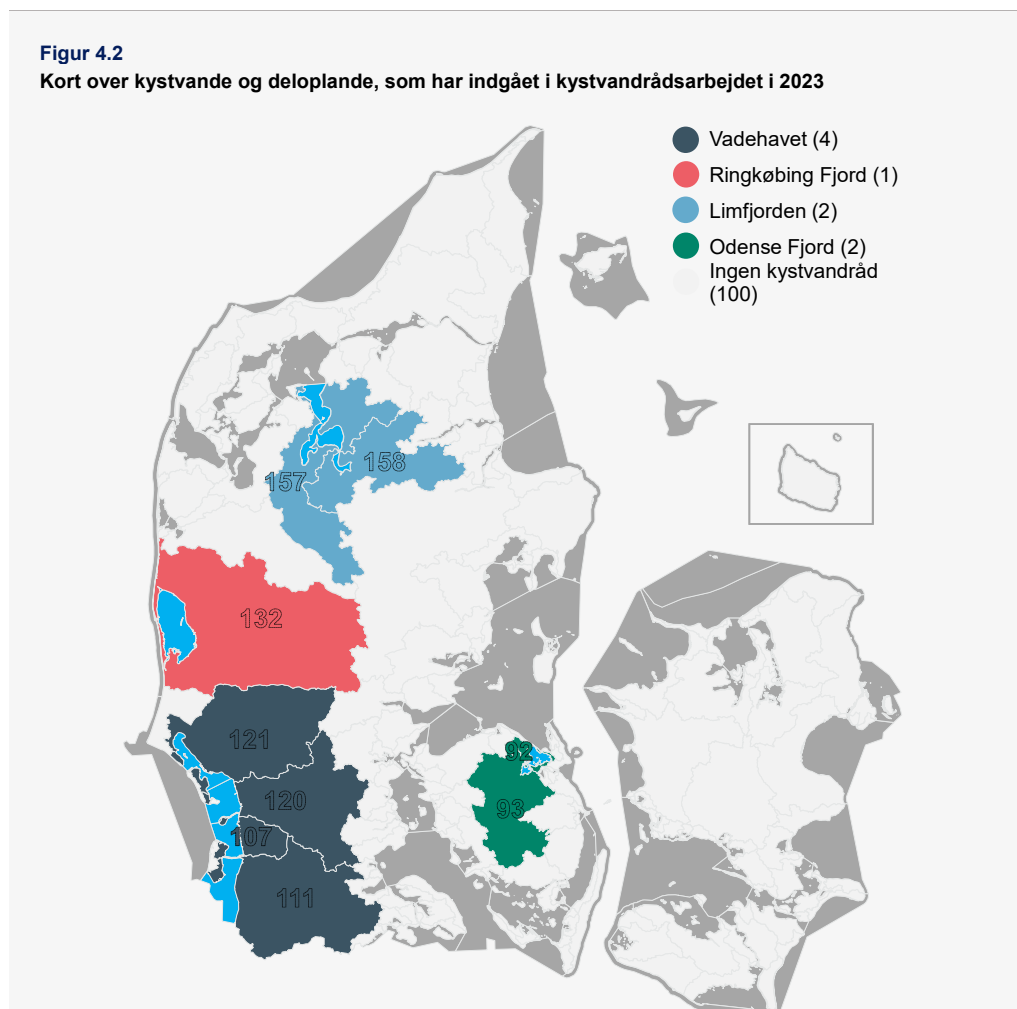 Figur 4.2
Kort over kystvande og deloplande, som har indgået i kystvandrådsarbejdet i 2023
Vadehavet (4)
Ringkøbing Fjord (1)
Limfjorden (2)
Odense Fjord (2)
Ingen kystvandråd
(100)
158
157
132
121
92
120
93
107
111